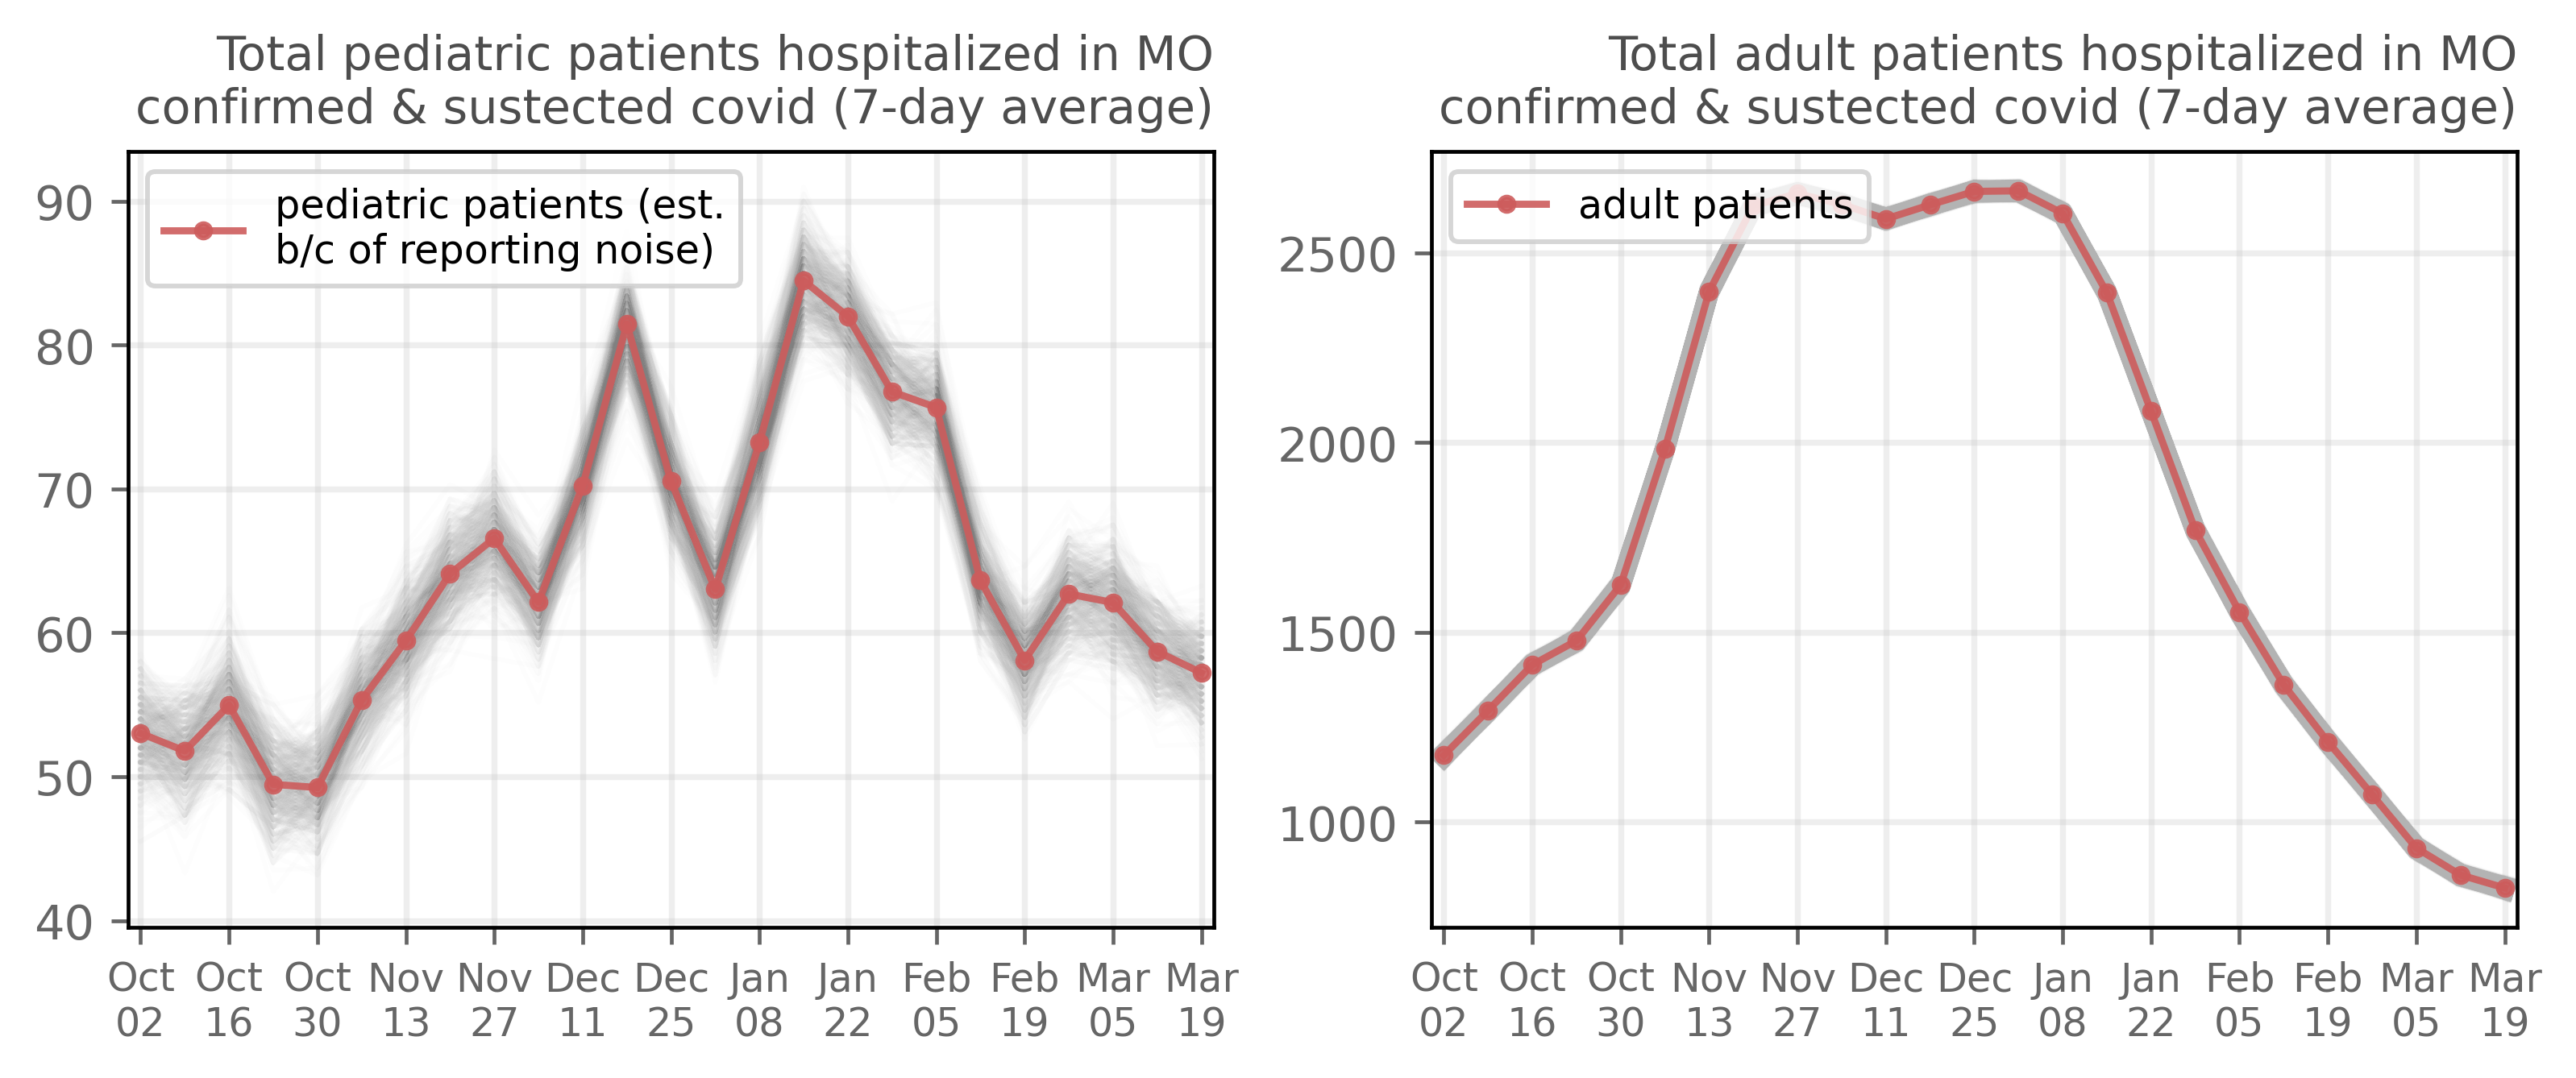 Total pediatric patients hospitalized in MO
confirmed & sustected covid (7-day average)
pediatric patients (est.
b/c of reporting noise)
90
80
70
60
50
40
Oct Oct Oct Nov Nov Dec Dec Jan Jan Feb Feb Mar Mar
02 16 30 13 27 11 25 08 22 05 19 05 19
Total adult patients hospitalized in MO
confirmed & sustected covid (7-day average)
adult patients
2500
2000
1500
1000
Oct Oct Oct Nov Nov Dec Dec Jan Jan Feb Feb Mar Mar
02 16 30 13 27 11 25 08 22 05 19 05 19